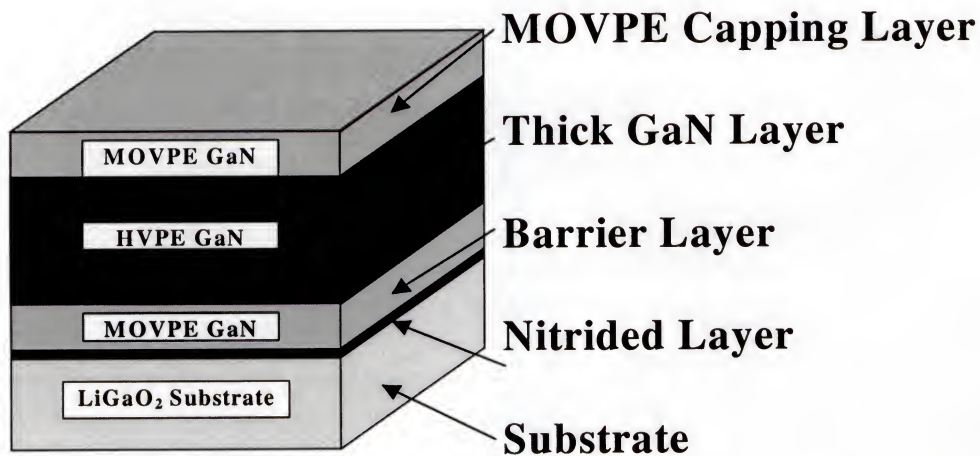 MOVPE Capping Layer
Thick GaN Layer
MOVPE GaN
HVPE GaN
Barrier Layer
MOVPE GaN
Nitrided Layer
LiGaO₂ Substrate
Substrate